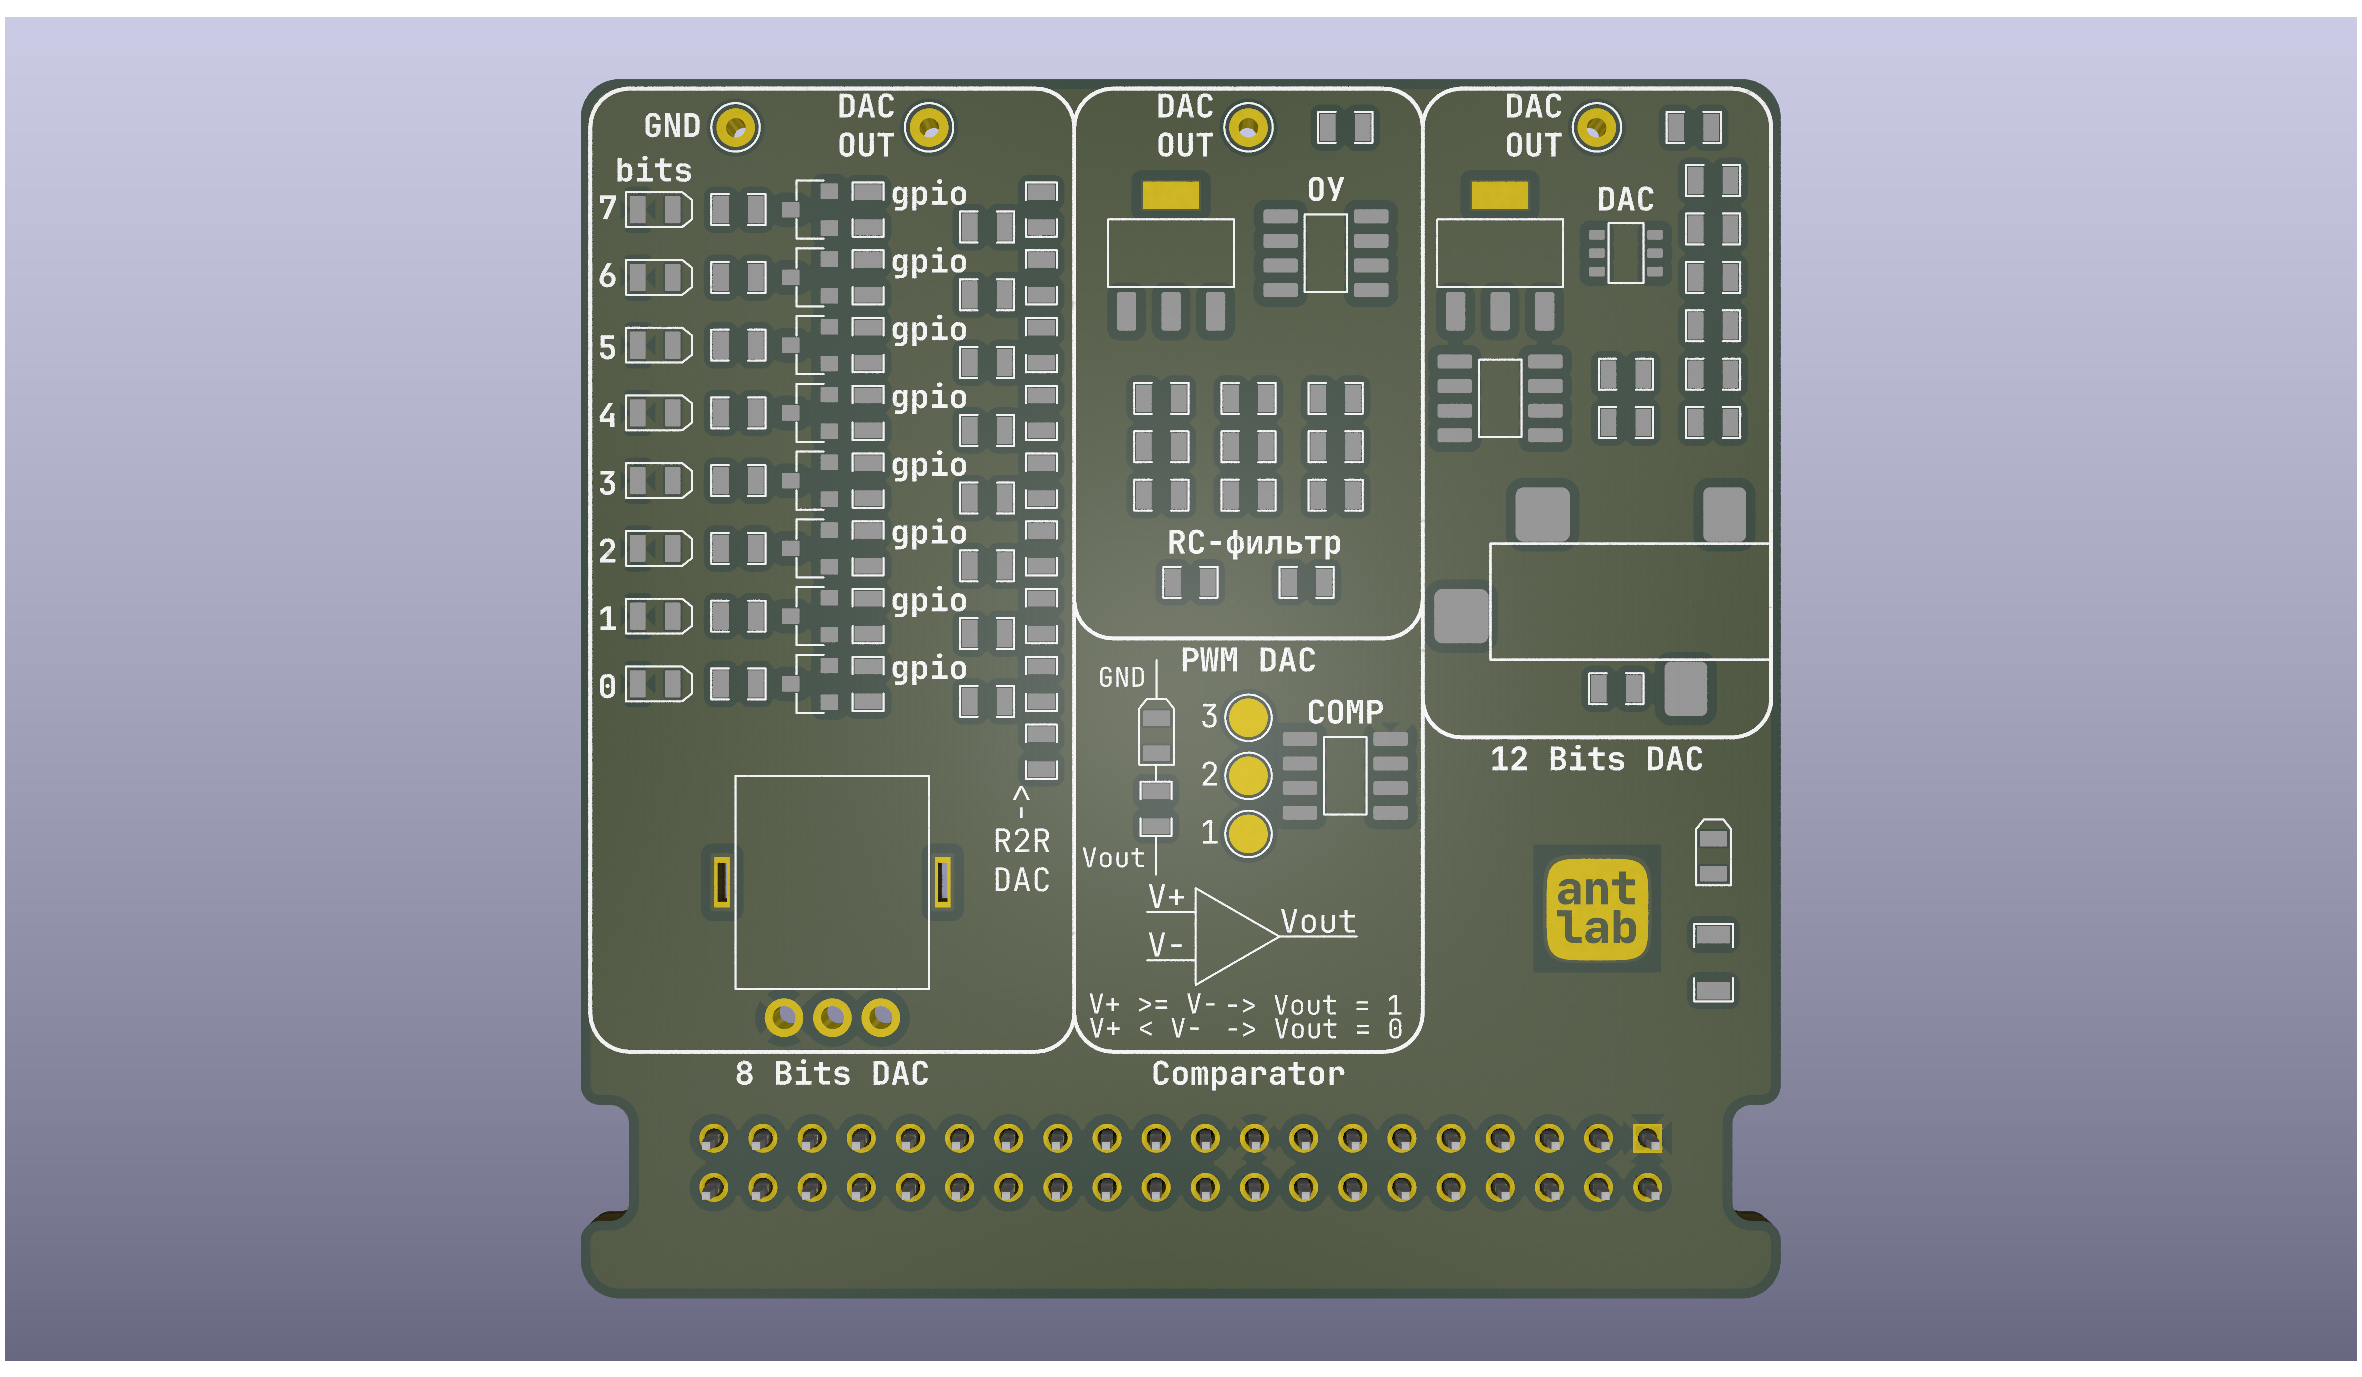 GND
DAC
OUT
bits
7
6
5
4
3
2
1
0
gpio
gpio
gpio
gpio
gpio
gpio
gpio
gpio
^
-
R2R
DAC
8 Bits DAC
DAC
OUT
ОУ
RC-фильтр
PWM DAC
GND
3
2
1
COMP
Vout
V+
V-
Vout
V+ >= V- -> Vout = 1
V+ < V- -> Vout = 0
Comparator
DAC
OUT
DAC
12 Bits DAC
ant
lab